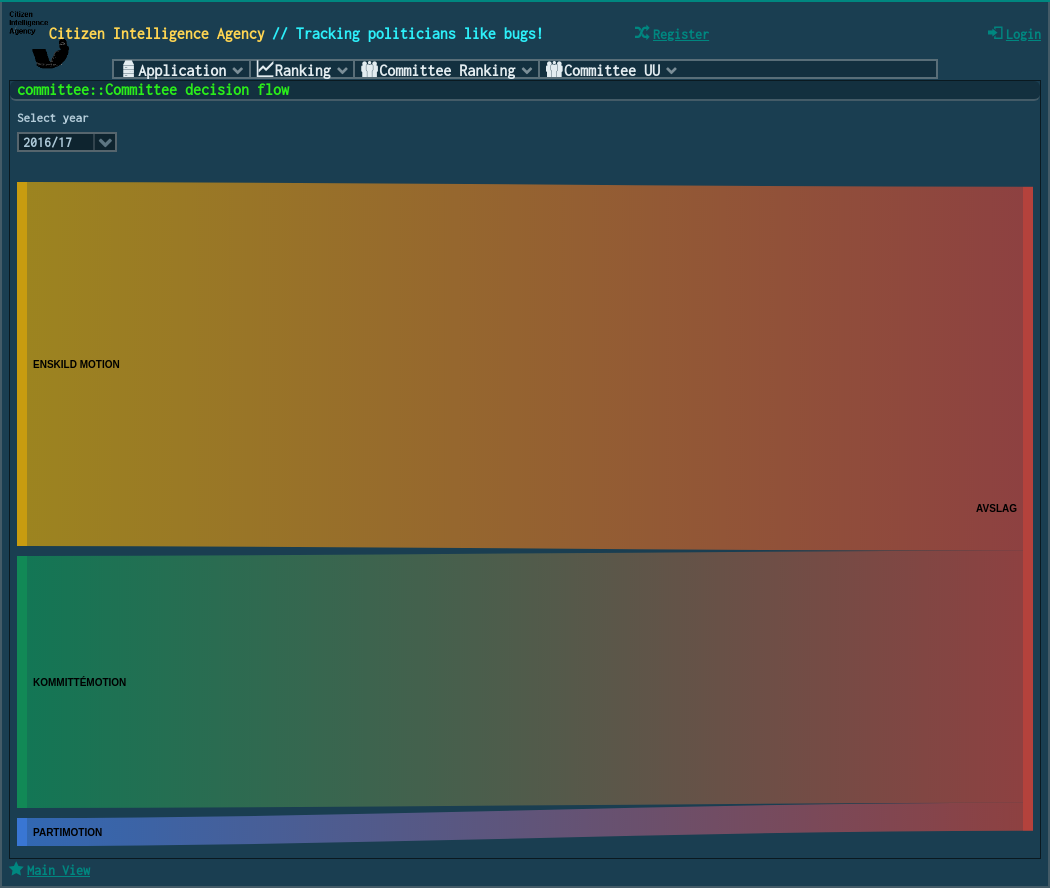 Citizen
Intelligence
Agency
Citizen Intelligence Agency // Tracking politicians like bugs!
Register
Login
Application
Ranking
Committee Ranking
Committee UU
committee::Committee decision flow
Select year
2016/17
ENSKILD MOTION
AVSLAG
KOMMITTÉMOTION
PARTIMOTION
Main View